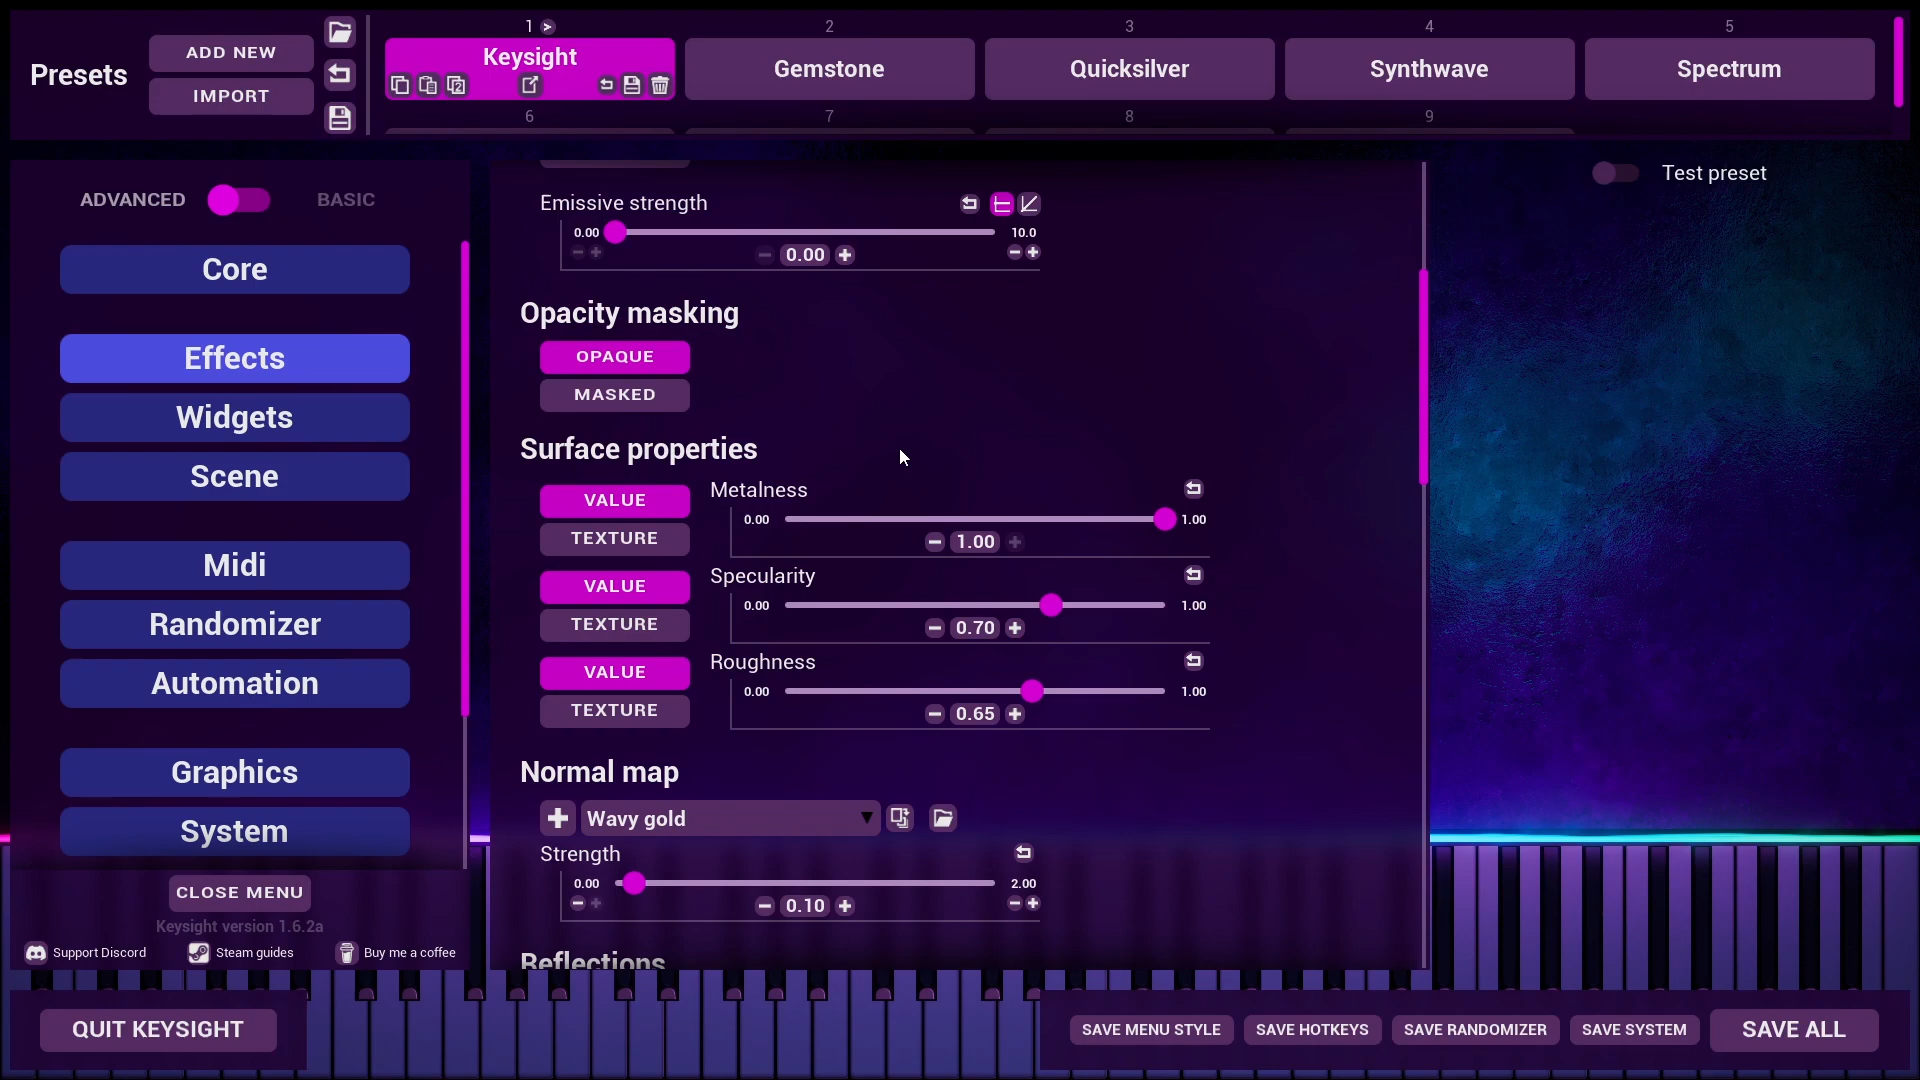 Presets
ADD NEW
IMPORT
1 >
Keysight
2
Gemstone
3
Quicksilver
4
Synthwave
5
Spectrum
6
7
8
9
ADVANCED
BASIC
Core
Effects
Widgets
Scene
Midi
Randomizer
Automation
Graphics
System
CLOSE MENU
Keysight version 1.6.2a
Support Discord
Steam guides
Buy me a coffee
QUIT KEYSIGHT
Emissive strength
0.00
10.0
0.00
Opacity masking
OPAQUE
MASKED
Surface properties
VALUE
TEXTURE
Metalness
0.00
1.00
1.00
VALUE
TEXTURE
Specularity
0.00
1.00
0.70
VALUE
TEXTURE
Roughness
0.00
1.00
0.65
Normal map
Wavy gold
Strength
0.00
2.00
0.10
Reflections
Test preset
SAVE MENU STYLE
SAVE HOTKEYS
SAVE RANDOMIZER
SAVE SYSTEM
SAVE ALL